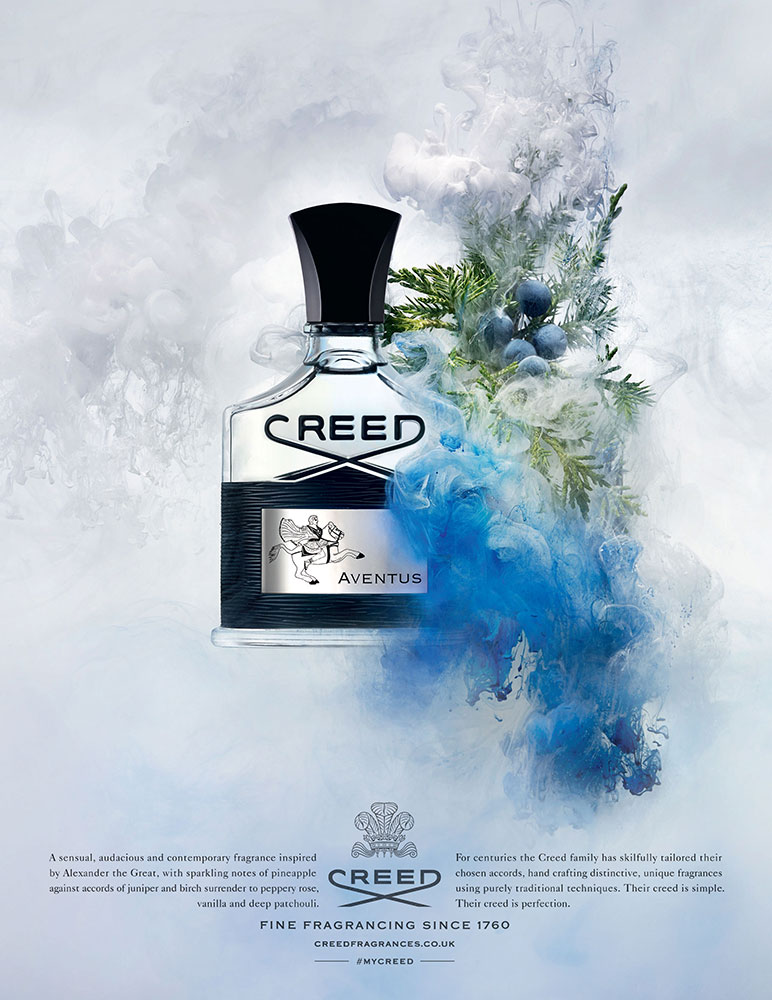 CREED
AVENTUS
A sensual, audacious and contemporary fragrance inspired
by Alexander the Great, with sparkling notes of pineapple
against accords of juniper and birch surrender to peppery rose,
vanilla and deep patchouli.
CREED
For centuries the Creed family has skilfully tailored their
chosen accords, hand crafting distinctive, unique fragrances
using purely traditional techniques. Their creed is simple.
Their creed is perfection.
FINE FRAGRANCING SINCE 1760
CREEDFRAGRANCES.CO.UK
#MYCREED